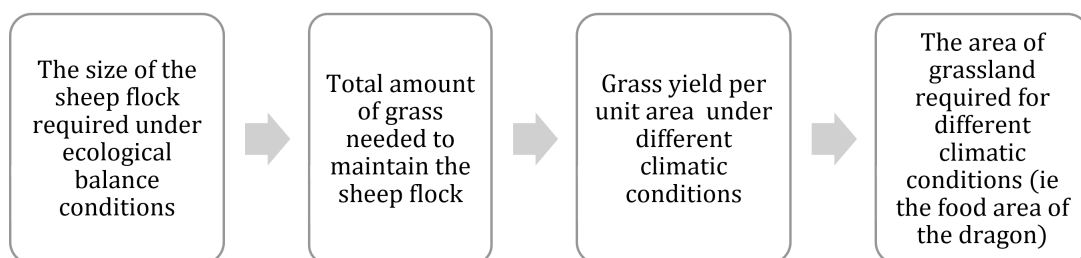 The size of the
sheep flock
required under
ecological
balance
conditions
Total amount
of grass
needed to
maintain the
sheep flock
Grass yield per
unit area under
different
climatic
conditions
The area of
grassland
required for
different
climatic
conditions (ie
the food area of
the dragon)